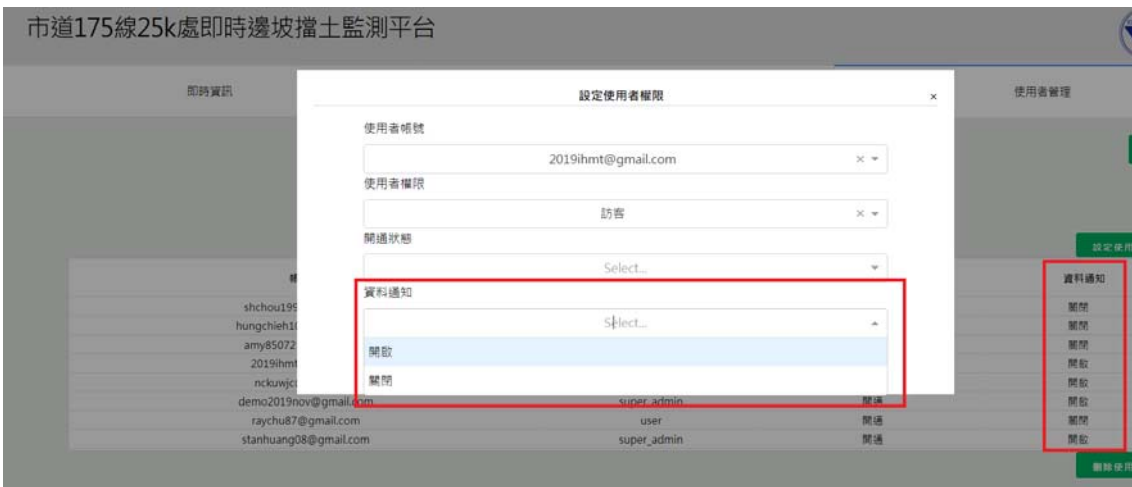 市道175線25k處即時邊坡擋土監測平台
即時資訊
使用者管理
設定使用者權限
×
使用者帳號
2019ihmt@gmail.com
使用者權限
訪客
開通狀態
Select...
資料通知
Select...
開啟
關閉
設定使用
資料通知
shchou199 關閉
hungchieh1 關閉
amy85072 關閉
2019ihmt 開啟
nckuwjc 開啟
demo2019nov@gmail.com super_admin 開通 開啟
raychu87@gmail.com user 開通 關閉
stanhuang08@gmail.com super_admin 開通 開啟
刪除使用